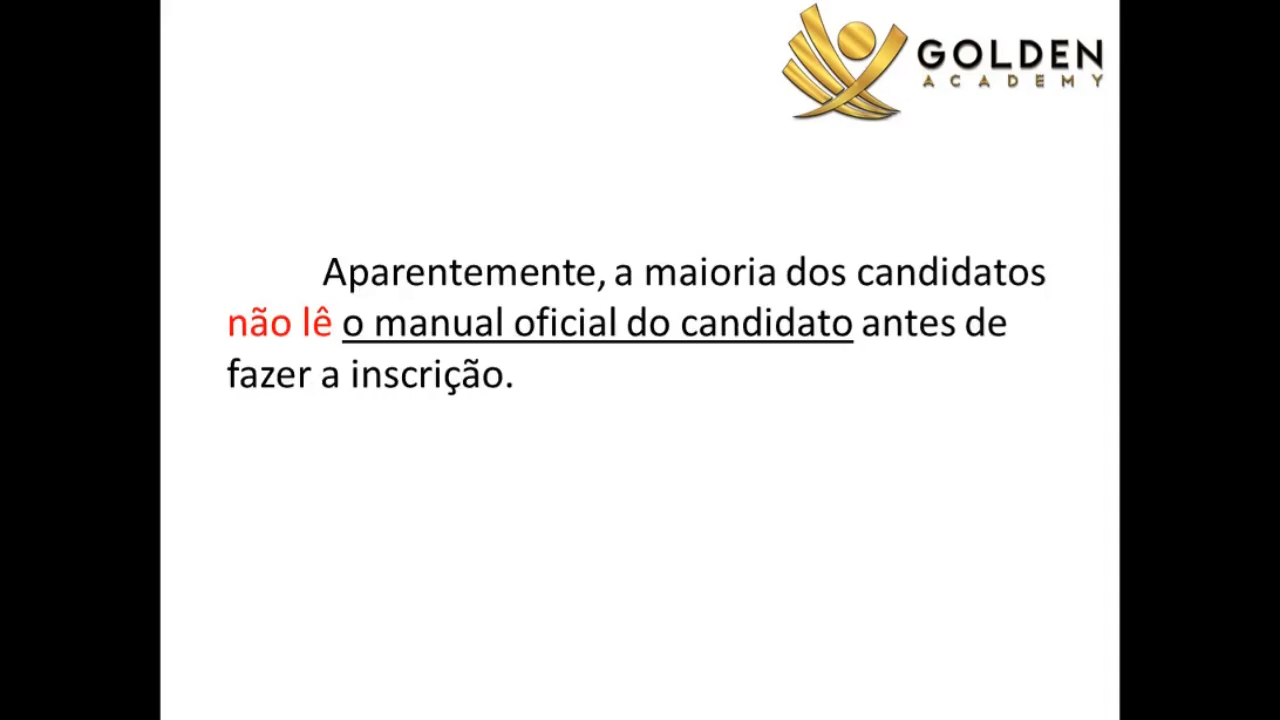 GOLDEN
ACADEMY
Aparentemente, a maioria dos candidatos
não lê o manual oficial do candidato antes de
fazer a inscrição.